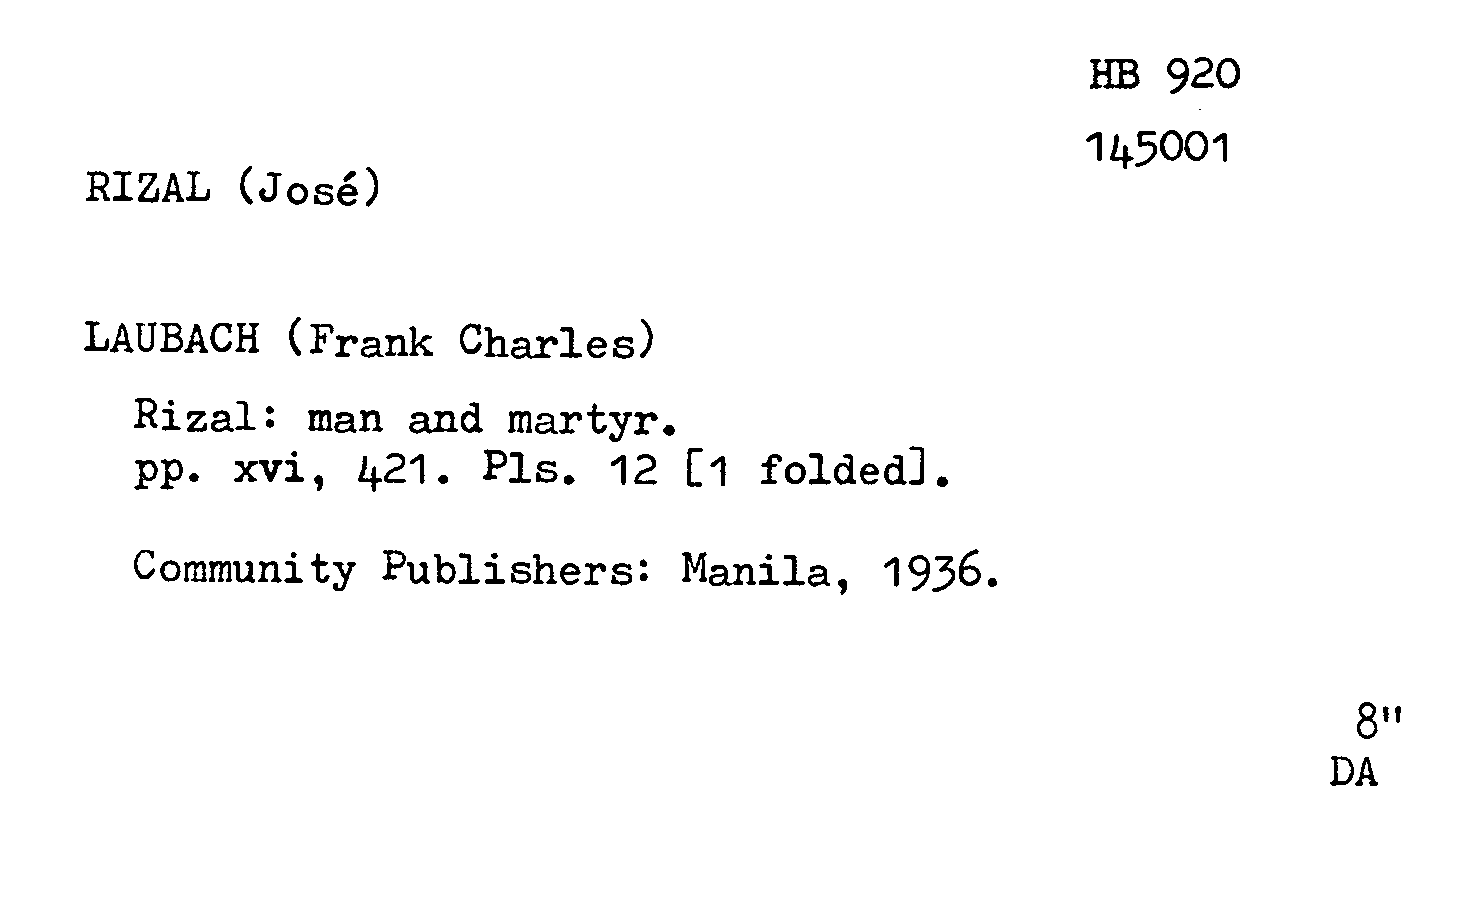 HB 920
145001
RIZAL (José)
LAUBACH (Frank Charles)
Rizal: man and martyr.
pp. xvi, 421. Pls. 12 [1 folded].
Community Publishers: Manila, 1936.
8"
DA